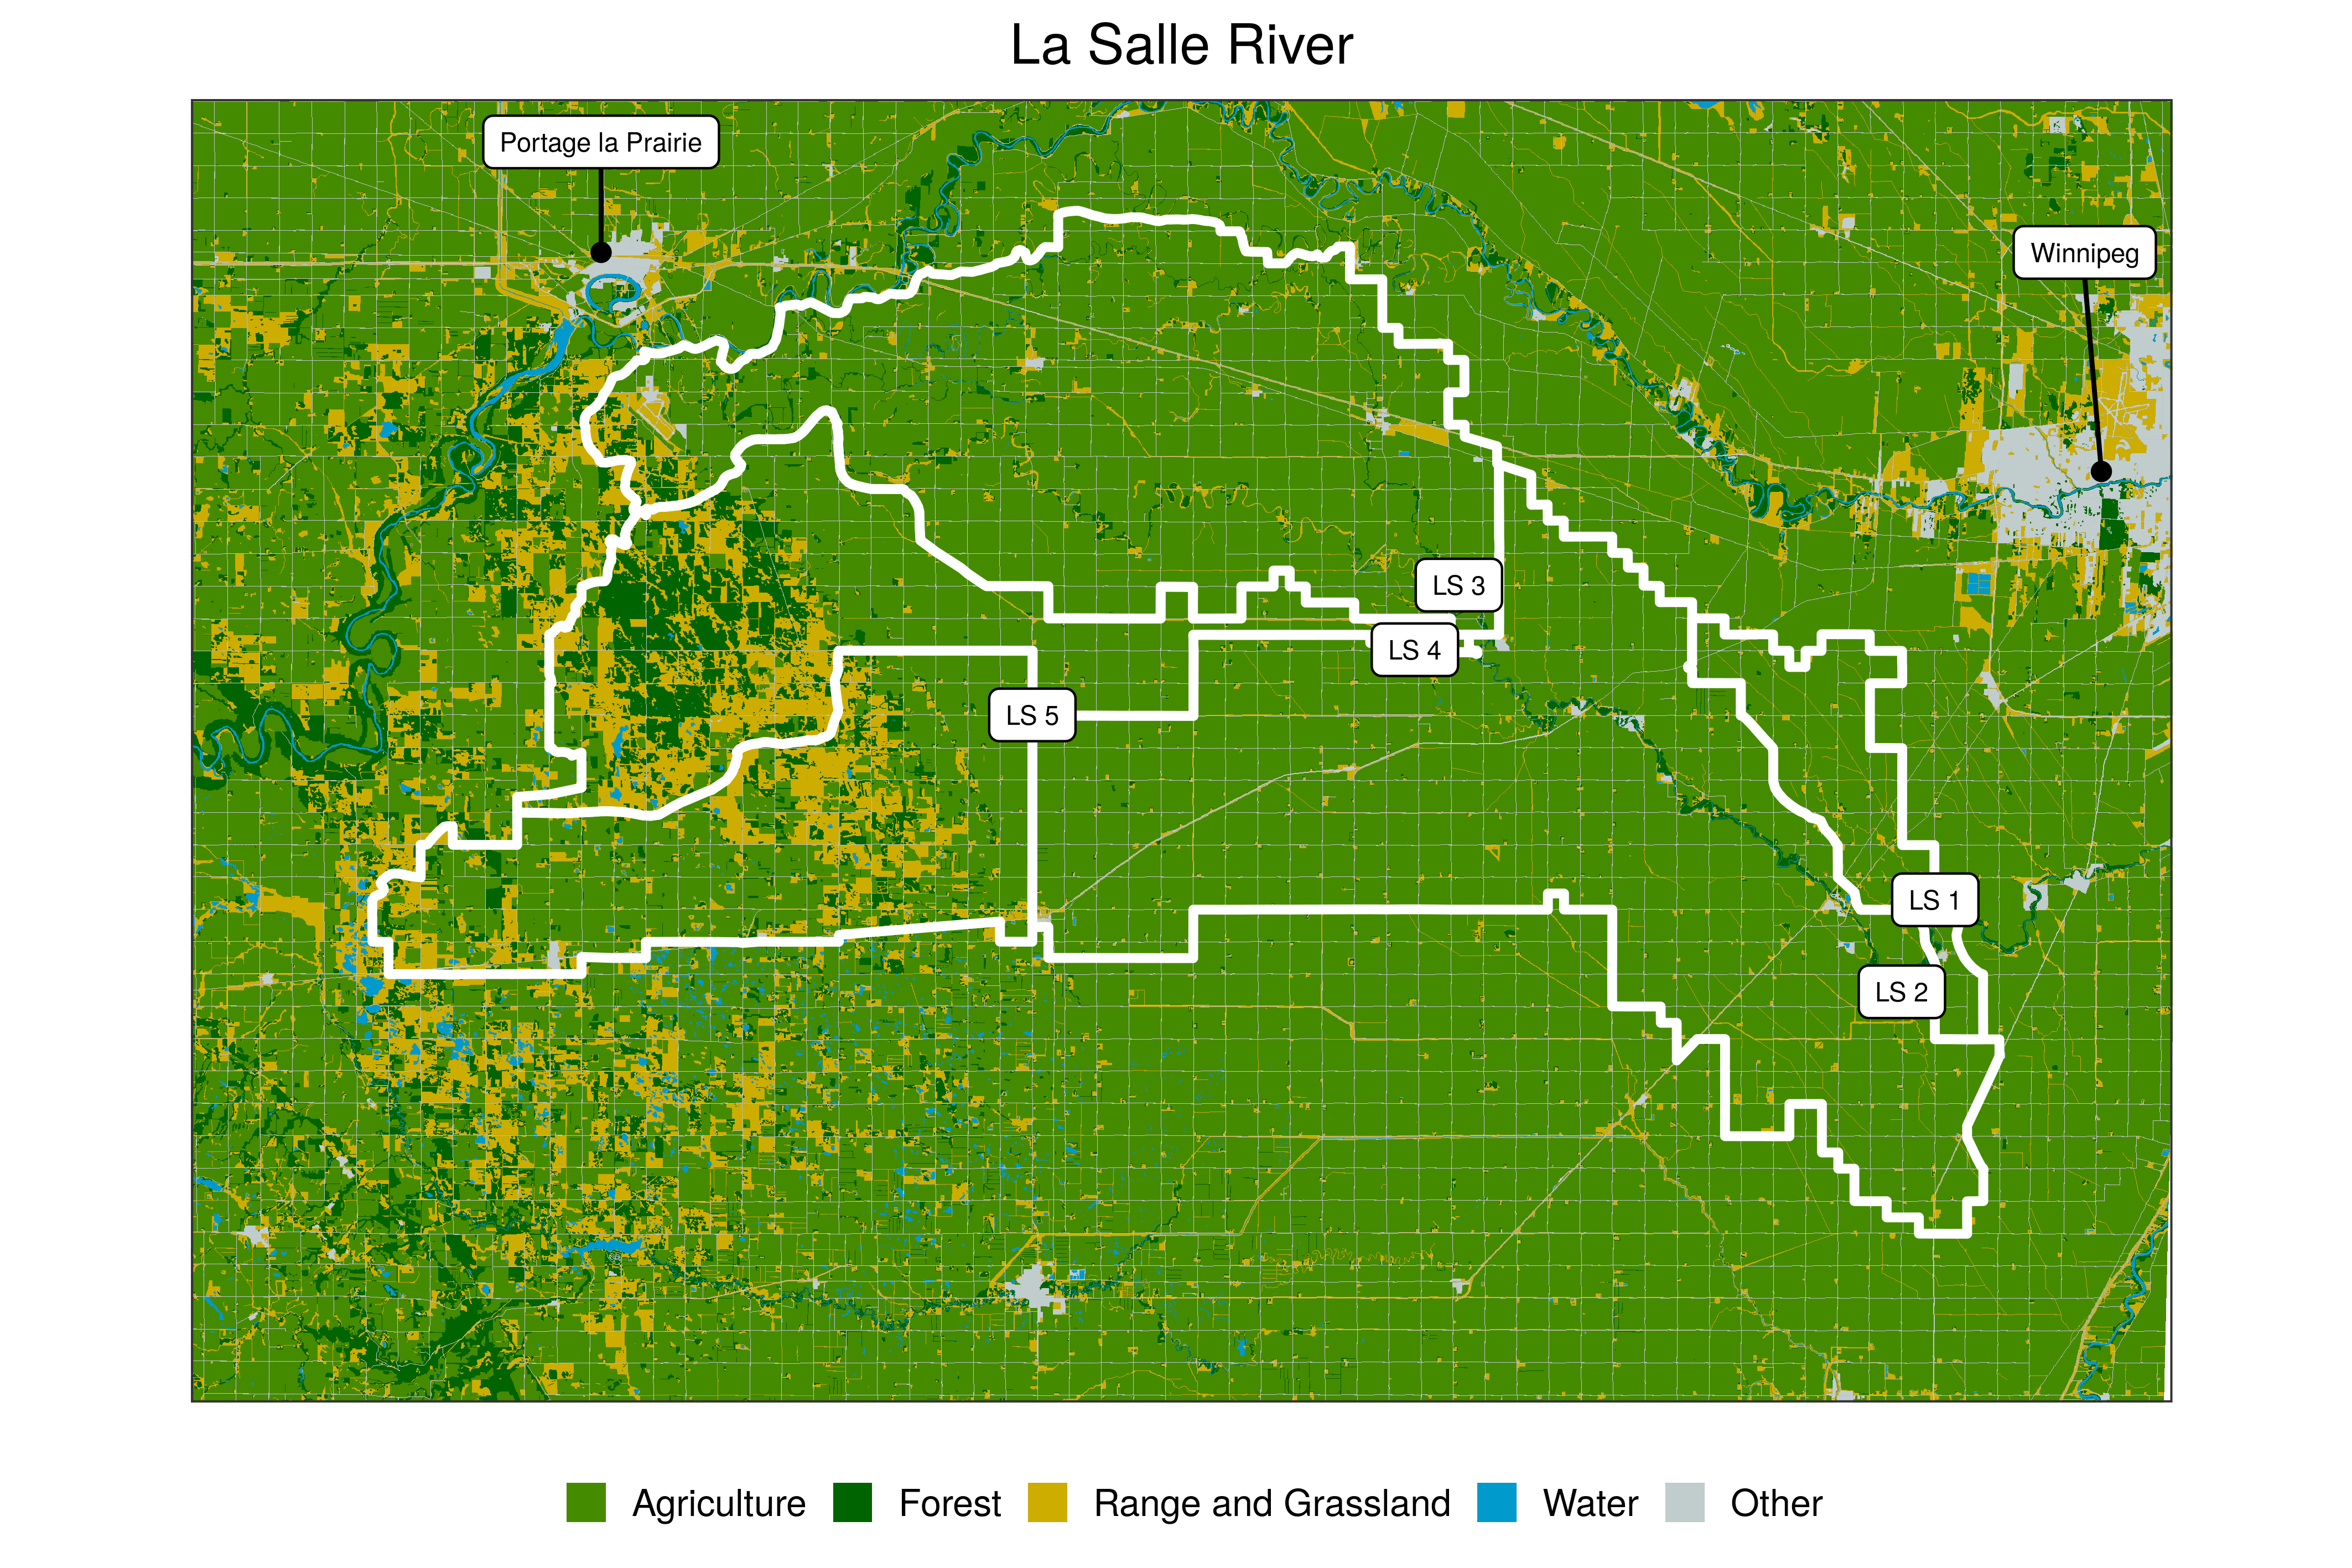 La Salle River
Portage la Prairie
Winnipeg
LS 3
LS 4
LS 5
LS 1
LS 2
Agriculture
Forest
Range and Grassland
Water
Other